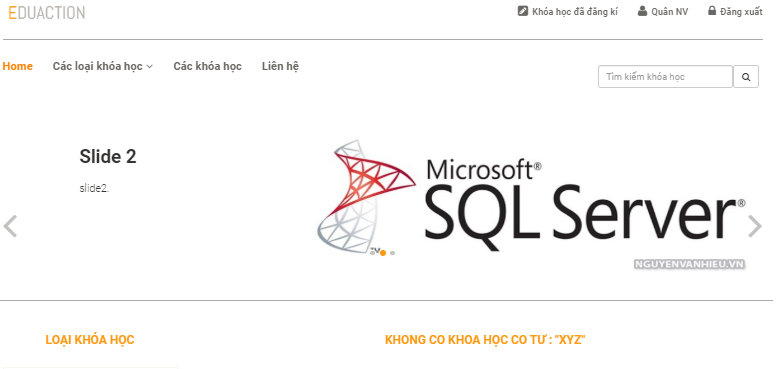 EDUACTION
Khóa học đã đăng kí
Quân NV
Đăng xuất
Home
Các loại khóa học
Các khóa học
Liên hệ
Tìm kiếm khóa học
Slide 2
slide2.
Microsoft®
SQL Server®
NGUYENVANHIEU.VN
LOẠI KHÓA HỌC
KHONG CO KHOA HỌC CO TƯ : "XYZ"